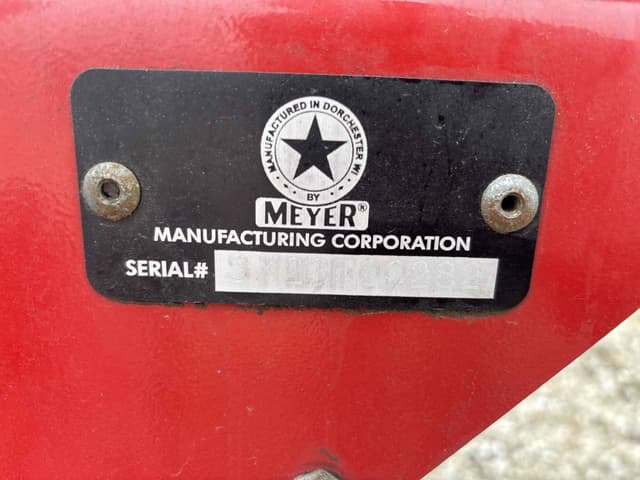 MANUFACTURED IN DORCHESTER WI
BY
MEYER®
MANUFACTURING CORPORATION
SERIAL#